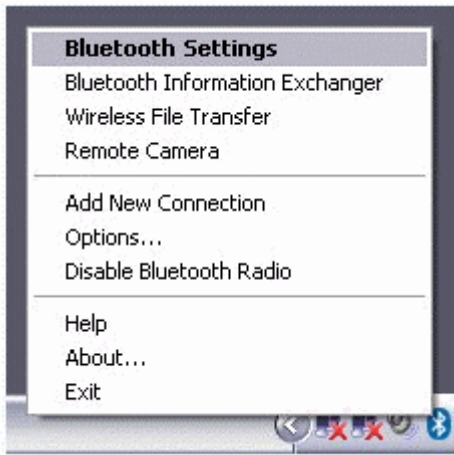 Bluetooth Settings
Bluetooth Information Exchanger
Wireless File Transfer
Remote Camera
Add New Connection
Options...
Disable Bluetooth Radio
Help
About...
Exit